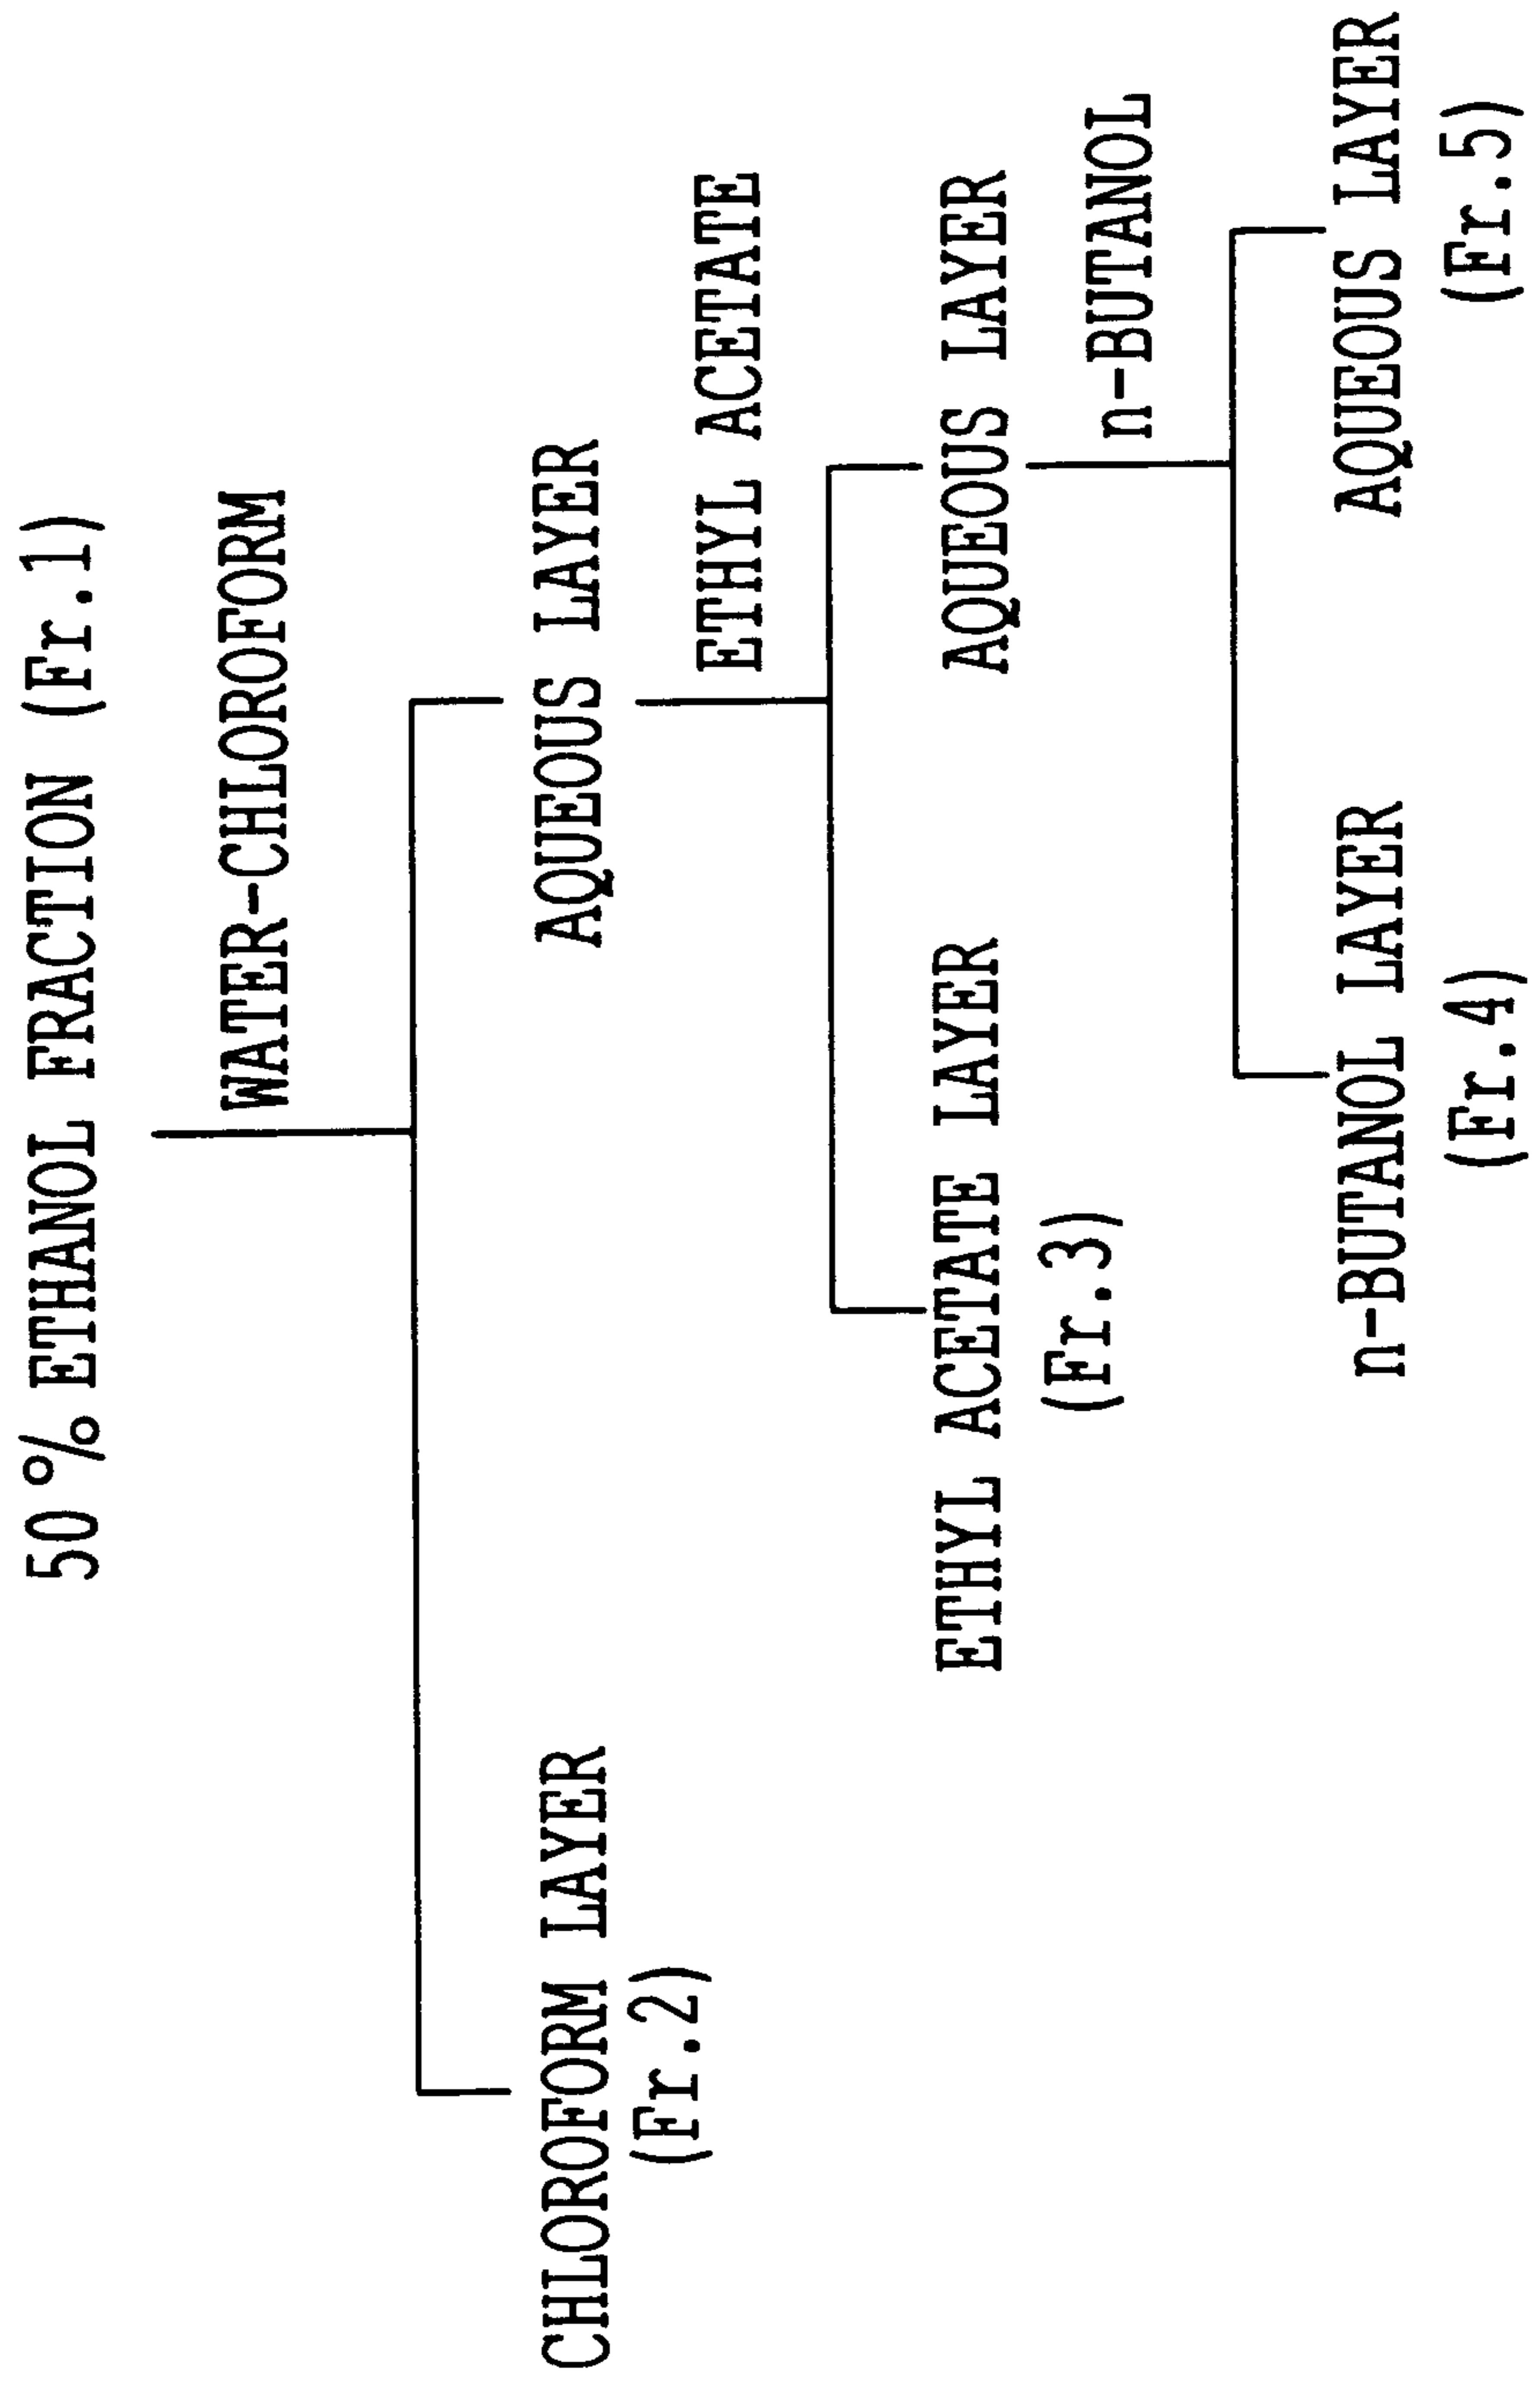 50% ETHANOL FRACTION (Fr.1)
WATER-CHLOROFORM
CHLOROFORM LAYER
(Fr.2)
AQUEOUS LAYER
ETHYL ACETATE
ETHYL ACETATE LAYER
(Fr.3)
AQUEOUS LAYER
n-BUTANOL
n-BUTANOL LAYER
(Fr.4)
AQUEOUS LAYER
(Fr.5)